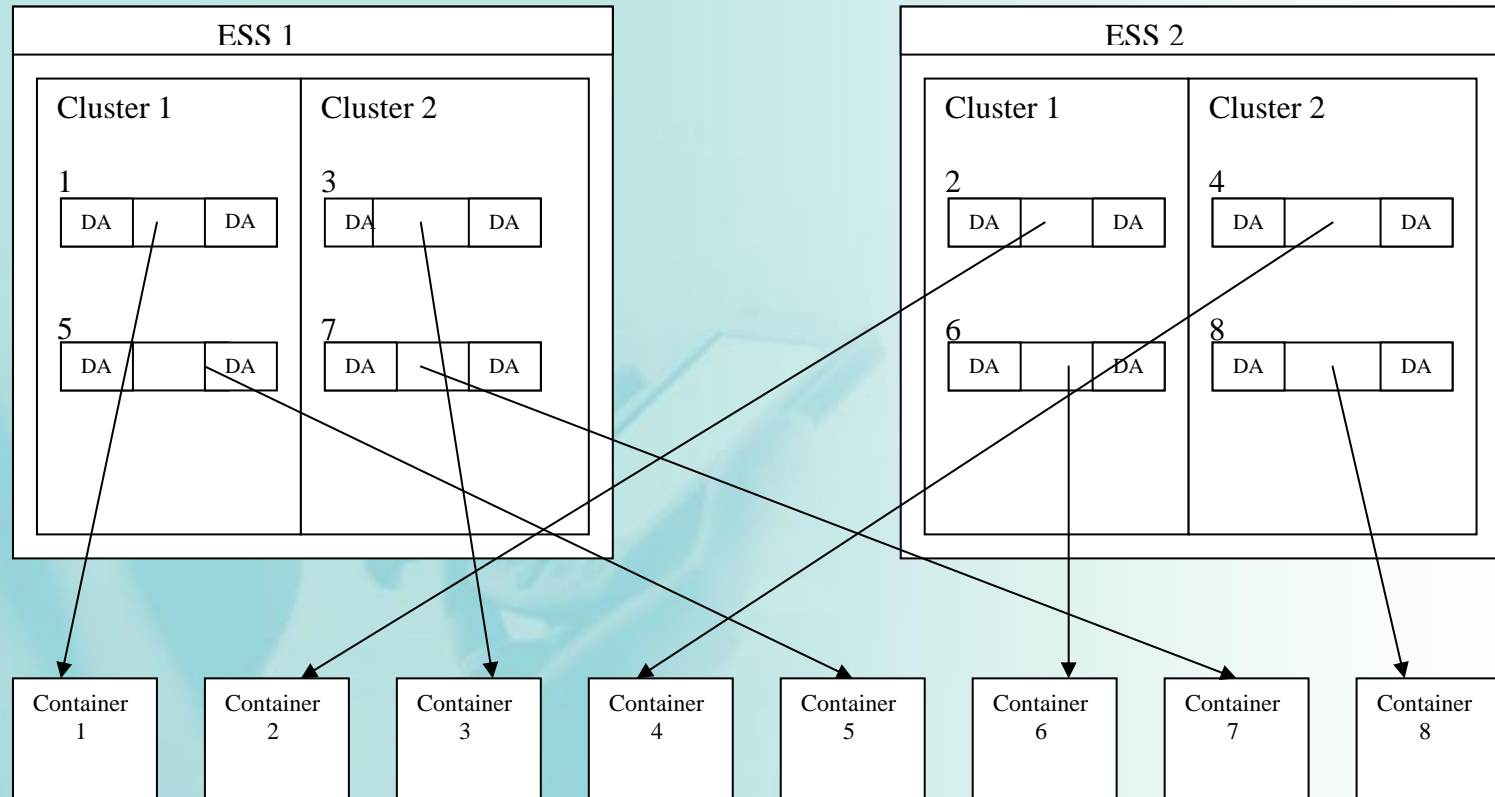 ESS 1
ESS 2
Cluster 1
Cluster 2
Cluster 1
Cluster 2
1
3
2
4
DA
DA
DA
DA
DA
DA
DA
DA
5
7
6
8
DA
DA
DA
DA
DA
DA
DA
DA
Container
1
Container
2
Container
3
Container
4
Container
5
Container
6
Container
7
Container
8